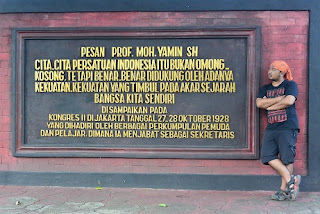 PESAN PROF. MOH. YAMIN SH
CITA, CITA PERSATUAN INDONESIA ITU BUKAN OMONG,,
KOSONG, TETAPI BENAR, BENAR DIDUKUNG OLEH ADANYA
KEKUATAN, KEKUATAN YANG TIMBUL PADA AKAR SEJARAH
BANGSA KITA SENDIRI
DI SAMPAIKAN PADA
KONGRES II DI JAKARTA TANGGAL 27, 28 OKTOBER 1928
YANG DIHADIRI OLEH BERBAGAI PERKUMPULAN PEMUDA
DAN PELAJAR, DIMANA IA MENJABAT SEBAGAI SEKRETARIS